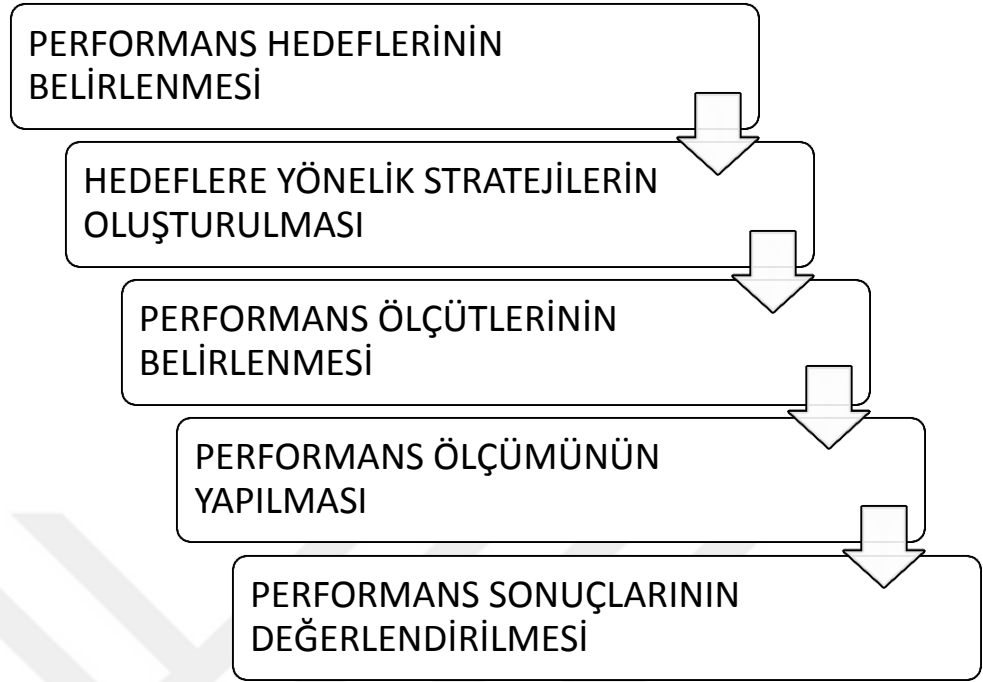 PERFORMANS HEDEFLERİNİN
BELİRLENMESİ
HEDEFLERE YÖNELİK STRATEJİLERİN
OLUŞTURULMASI
PERFORMANS ÖLÇÜTLERİNİN
BELİRLENMESİ
PERFORMANS ÖLÇÜMÜNÜN
YAPILMASI
PERFORMANS SONUÇLARININ
DEĞERLENDİRİLMESİ